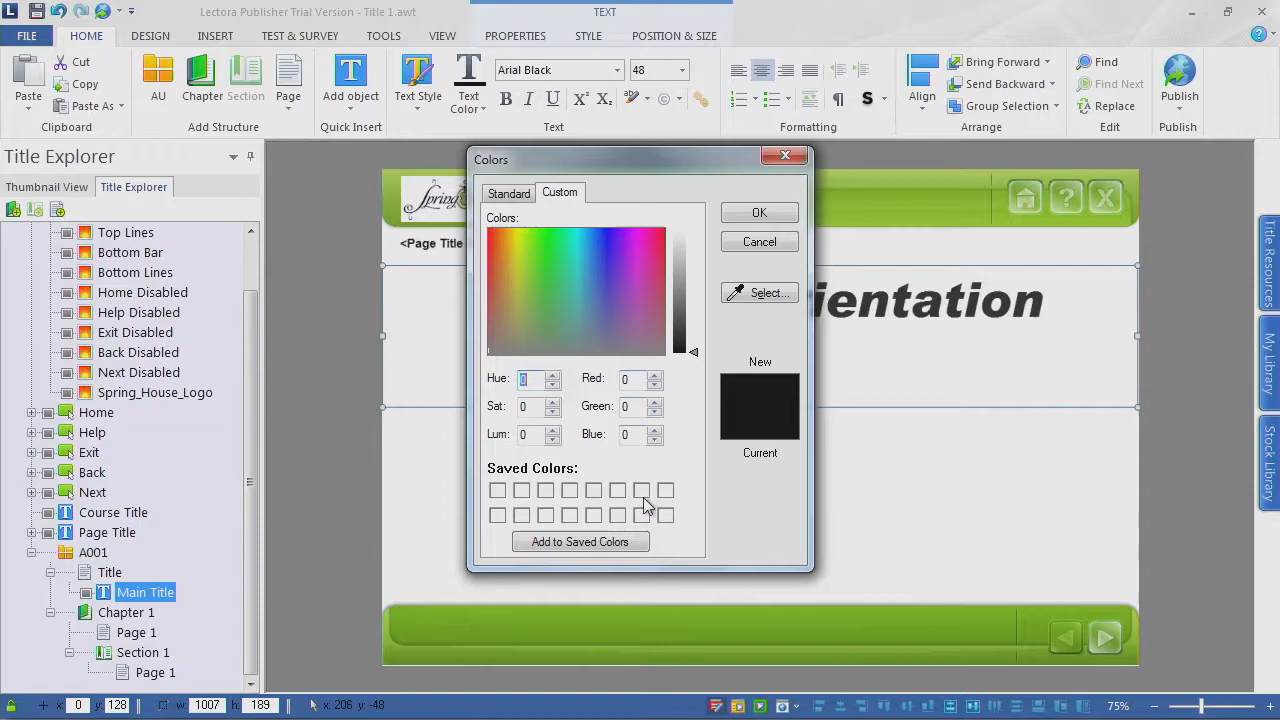 Lectora Publisher Trial Version - Title 1.awt
TEXT
FILE HOME DESIGN INSERT TEST & SURVEY TOOLS VIEW PROPERTIES STYLE POSITION & SIZE
Paste
Cut
Copy
Paste As
Clipboard
AU
Chapter
Section
Page
Add Structure
Add object
Quick Insert
Text Style
Text Color
Arial Black
48
B I U X² X₂
Text
Formatting
Align
Bring Forward
Send Backward
Group Selection
Arrange
Find
Find Next
Replace
Edit
Publish
Publish
Title Explorer
Thumbnail View
Title Explorer
Top Lines
Bottom Bar
Bottom Lines
Home Disabled
Help Disabled
Exit Disabled
Back Disabled
Next Disabled
Spring_House_Logo
Home
Help
Exit
Back
Next
Course Title
Page Title
A001
Title
Main Title
Chapter 1
Page 1
Section 1
Page 1
Spring
<Page Title
ientation
Colors
Standard
Custom
Colors:
OK
Cancel
Select...
Hue: 0 Red: 0
Sat: 0 Green: 0
Lum: 0 Blue: 0
New
Current
Saved Colors:
Add to Saved Colors
Title Resources
My Library
Stock Library
x: 0 y: 128 w: 1007 h: 189 x: 206 y: -48
75%